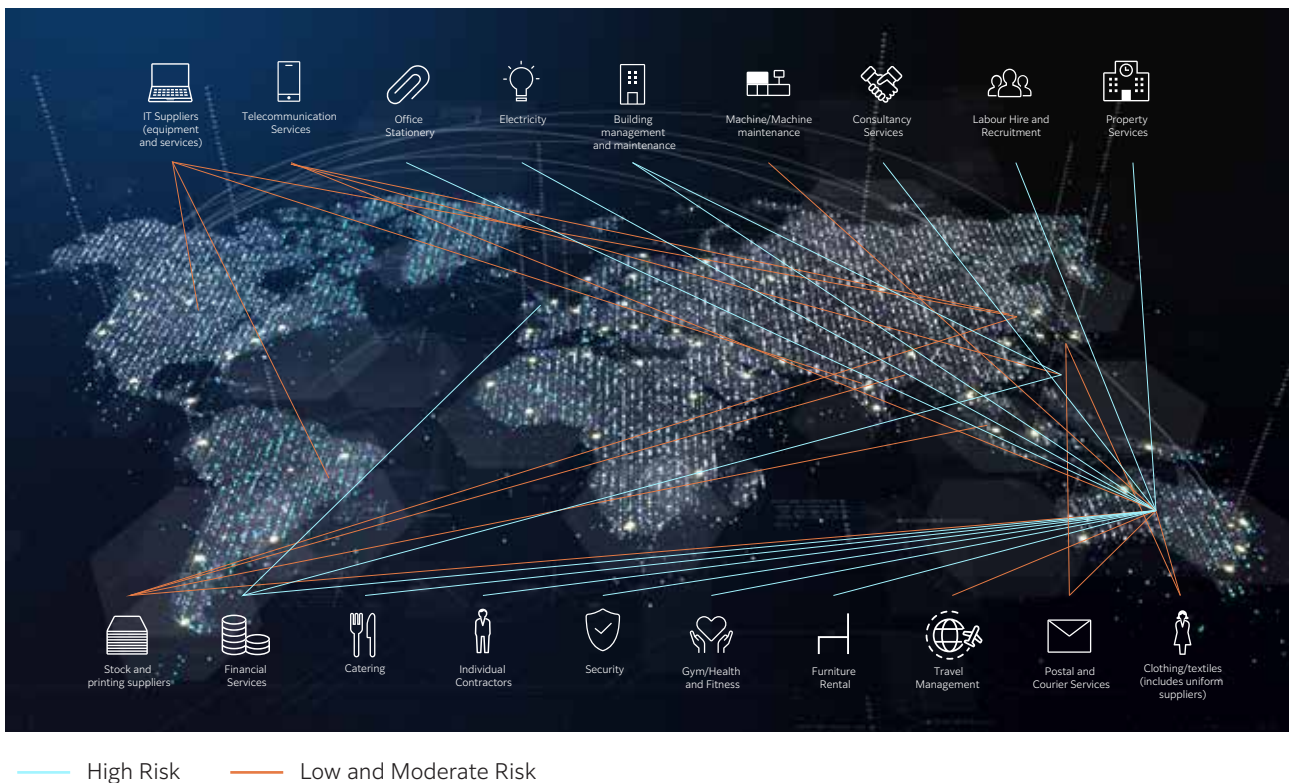 IT Suppliers
(equipment
and services)
Telecommunication
Services
Office
Stationery
Electricity
Building
management
and maintenance
Machine/Machine
maintenance
Consultancy
Services
Labour Hire and
Recruitment
Property
Services
Stock and
printing suppliers
Financial
Services
Catering
Individual
Contractors
Security
Gym/Health
and Fitness
Furniture
Rental
Travel
Management
Postal and
Courier Services
Clothing/textiles
(includes uniform
suppliers)
High Risk
Low and Moderate Risk